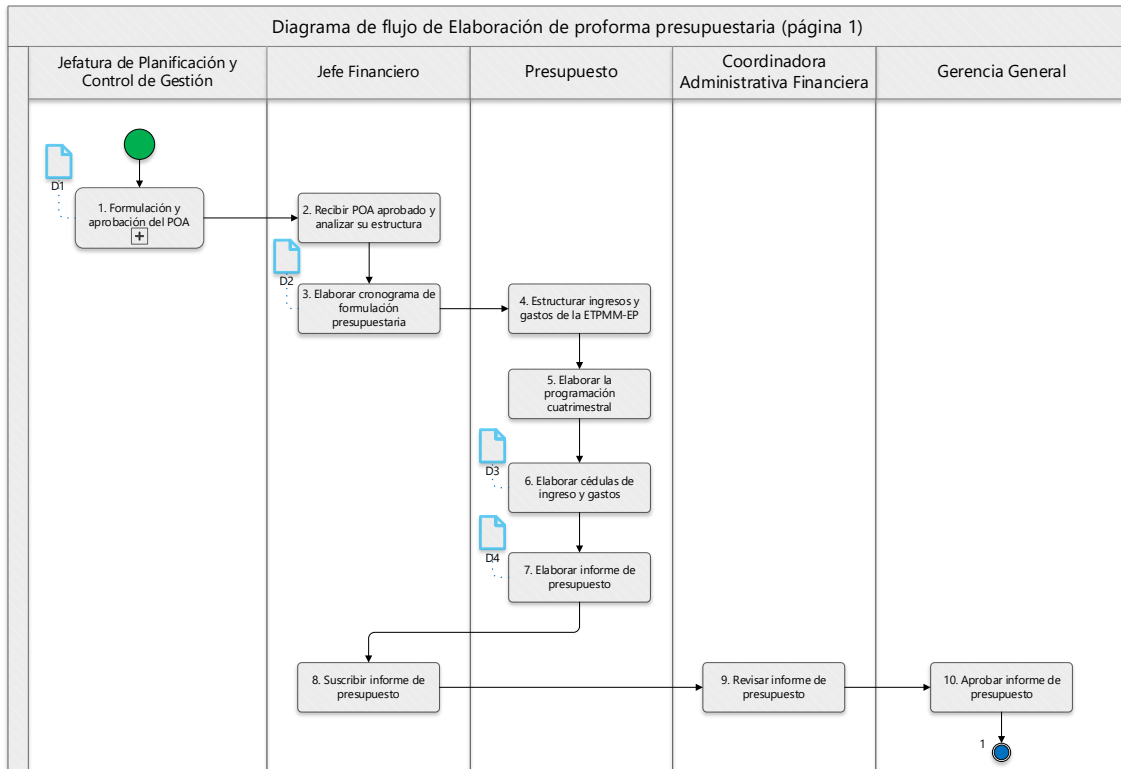 Diagrama de flujo de Elaboración de proforma presupuestaria (página 1)
Jefatura de Planificación y
Control de Gestión
Jefe Financiero
Presupuesto
Coordinadora
Administrativa Financiera
Gerencia General
D1
1. Formulación y
aprobación del POA
2. Recibir POA aprobado y
analizar su estructura
D2
3. Elaborar cronograma de
formulación
presupuestaria
4. Estructurar ingresos y
gastos de la ETPMM-EP
5. Elaborar la
programación
cuatrimestral
D3
6. Elaborar cédulas de
ingreso y gastos
D4
7. Elaborar informe de
presupuesto
8. Suscribir informe de
presupuesto
9. Revisar informe de
presupuesto
10. Aprobar informe de
presupuesto
1